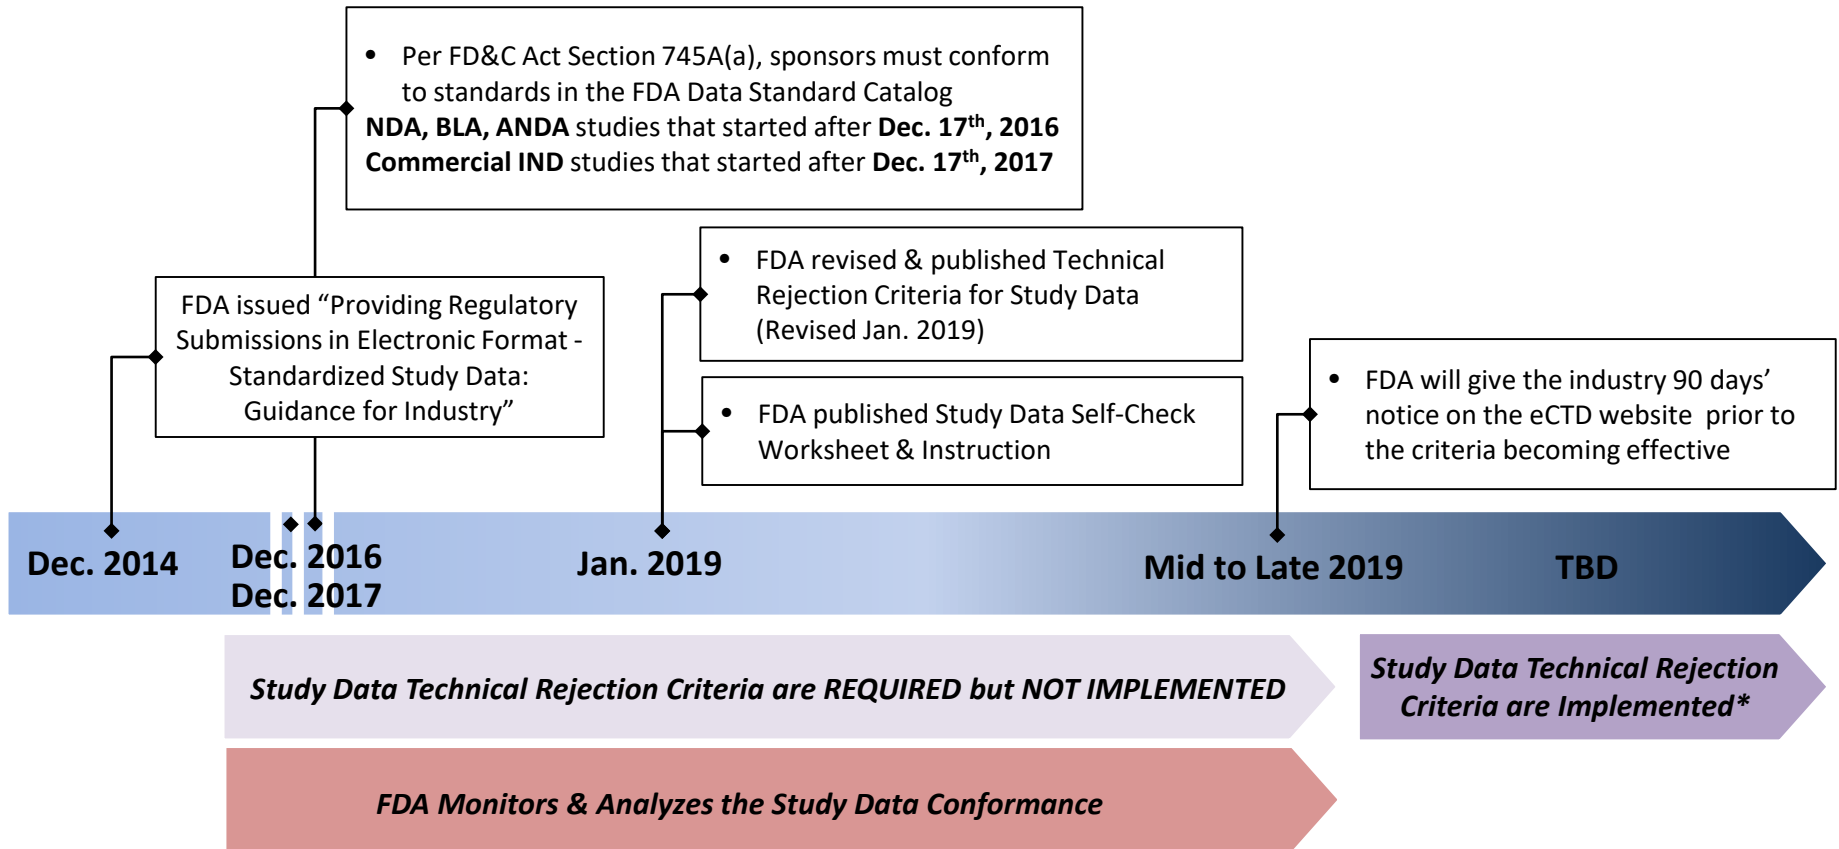 • Per FD&C Act Section 745A(a), sponsors must conform
to standards in the FDA Data Standard Catalog
NDA, BLA, ANDA studies that started after Dec. 17th, 2016
Commercial IND studies that started after Dec. 17th, 2017
FDA issued “Providing Regulatory
Submissions in Electronic Format -
Standardized Study Data:
Guidance for Industry”
• FDA revised & published Technical
Rejection Criteria for Study Data
(Revised Jan. 2019)
• FDA published Study Data Self-Check
Worksheet & Instruction
• FDA will give the industry 90 days’
notice on the eCTD website prior to
the criteria becoming effective
Dec. 2014
Dec. 2016
Dec. 2017
Jan. 2019
Mid to Late 2019
TBD
Study Data Technical Rejection Criteria are REQUIRED but NOT IMPLEMENTED
Study Data Technical Rejection
Criteria are Implemented*
FDA Monitors & Analyzes the Study Data Conformance